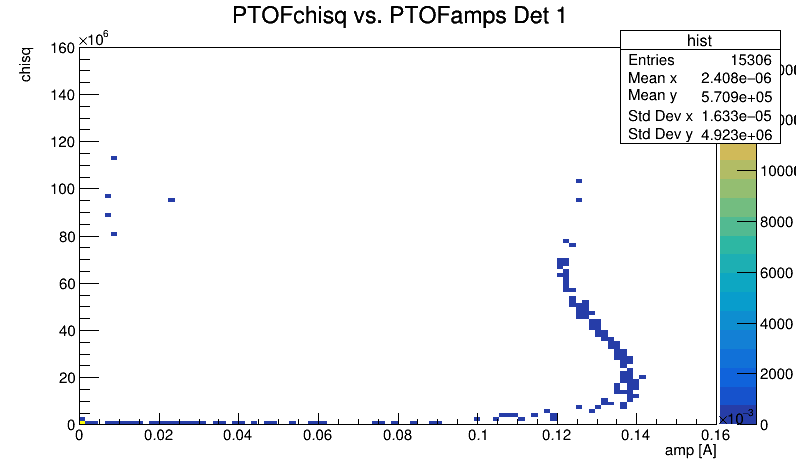 PTOFchisq vs. PTOFamps Det 1
hist
Entries 15306
Mean x 2.408e−06
Mean y 5.709e+05
Std Dev x 1.633e−05
Std Dev y 4.923e+06
×10⁶
chisq
160
140
120
100
80
60
40
20
0
0 0.02 0.04 0.06 0.08 0.1 0.12 0.14 0.16
×10⁻³
amp [A]
10000
8000
6000
4000
2000
0